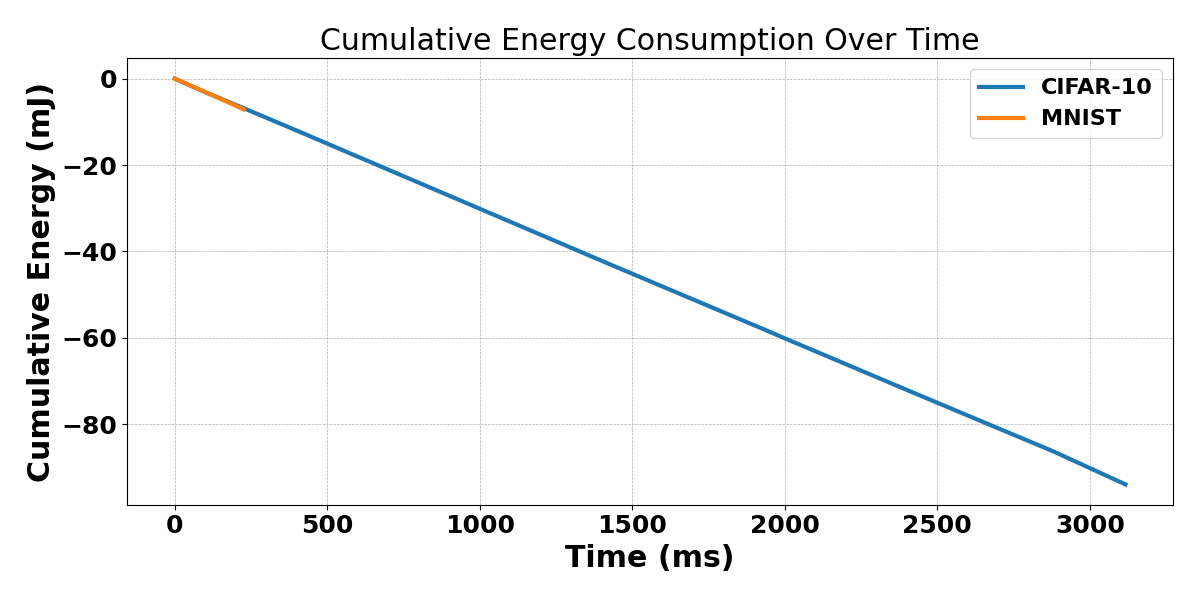 Cumulative Energy Consumption Over Time
Cumulative Energy (mJ)
0
−20
−40
−60
−80
CIFAR-10
MNIST
0 500 1000 1500 2000 2500 3000
Time (ms)